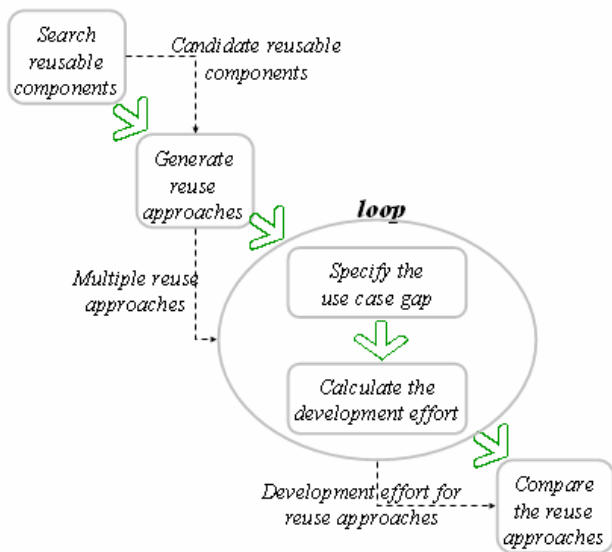 Search
reusable
components
Candidate reusable
components
Generate
reuse
approaches
loop
Multiple reuse
approaches
Specify the
use case gap
Calculate the
development effort
Development effort for
reuse approaches
Compare
the reuse
approaches